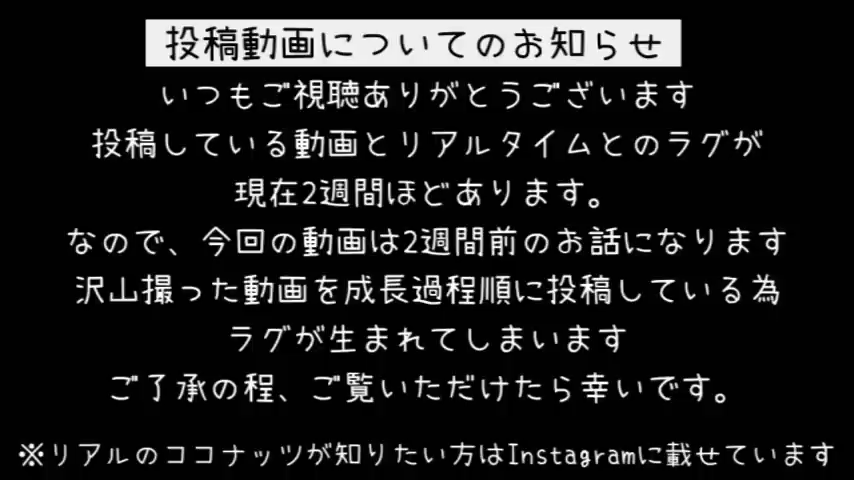 投稿動画についてのお知らせ
いつもご視聴ありがとうございます
投稿している動画とリアルタイムとのラグが
現在2週間ほどあります。
なので、今回の動画は2週間前のお話になります
沢山撮った動画を成長過程順に投稿している為
ラグが生まれてしまいます
ご了承の程、ご覧いただけたら幸いです。
※リアルのココナッツが知りたい方はInstagramに載せています